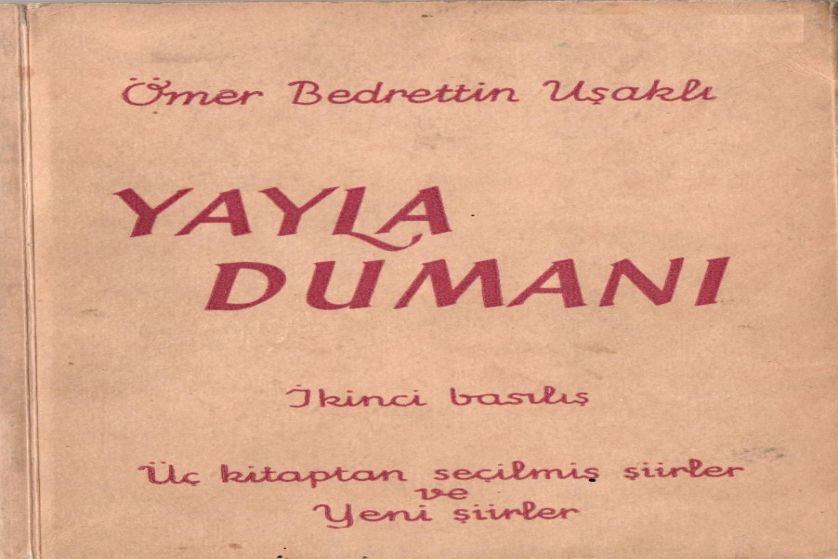 Ömer Bedrettin Uşaklı
YAYLA
DUMANI
İkinci basılış
Üç kitaptan seçilmiş şiirler
ve
Yeni şiirler